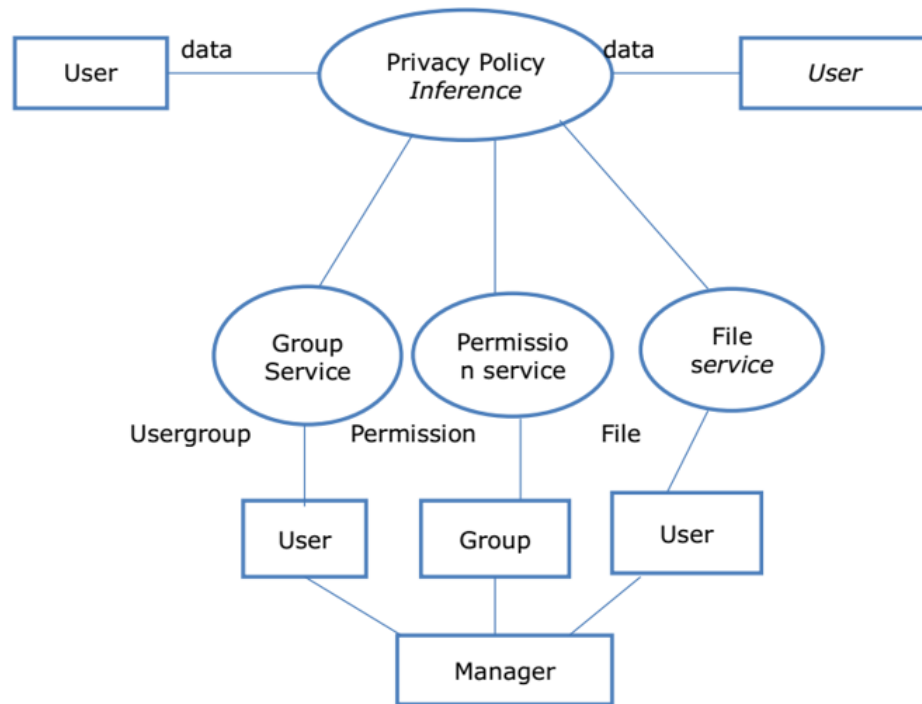 data
data
User
Privacy Policy
Inference
User
Group
Service
Permissio
n service
File
service
Usergroup
Permission
File
User
Group
User
Manager